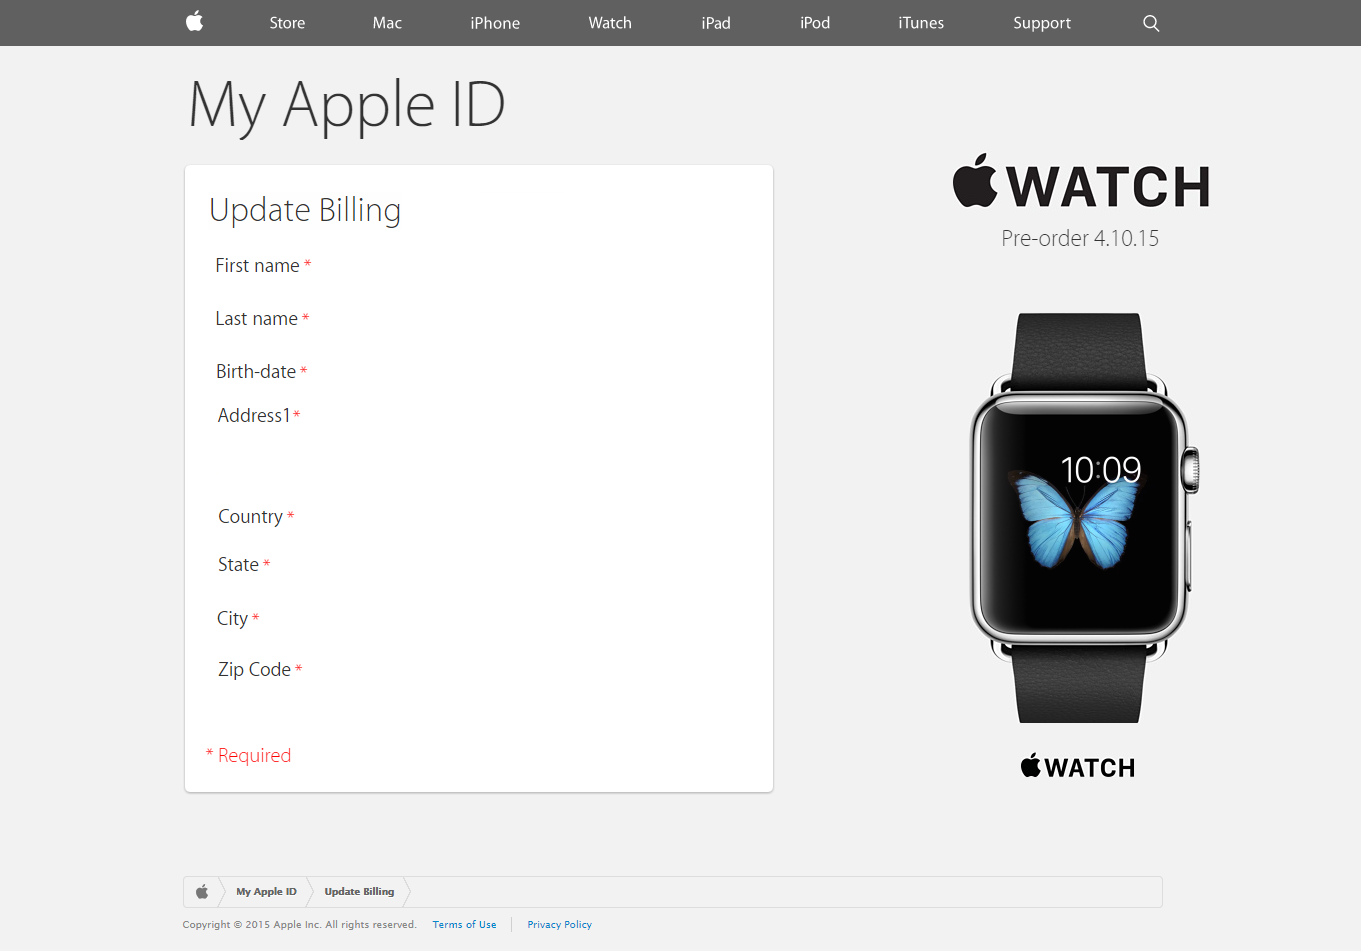 Store Mac iPhone Watch iPad iPod iTunes Support
My Apple ID
WATCH
Pre-order 4.10.15
Update Billing
First name *
Last name *
Birth-date *
Address1 *
Country *
State *
City *
Zip Code *
* Required
10:09
WATCH
My Apple ID Update Billing
Copyright © 2015 Apple Inc. All rights reserved. Terms of Use Privacy Policy